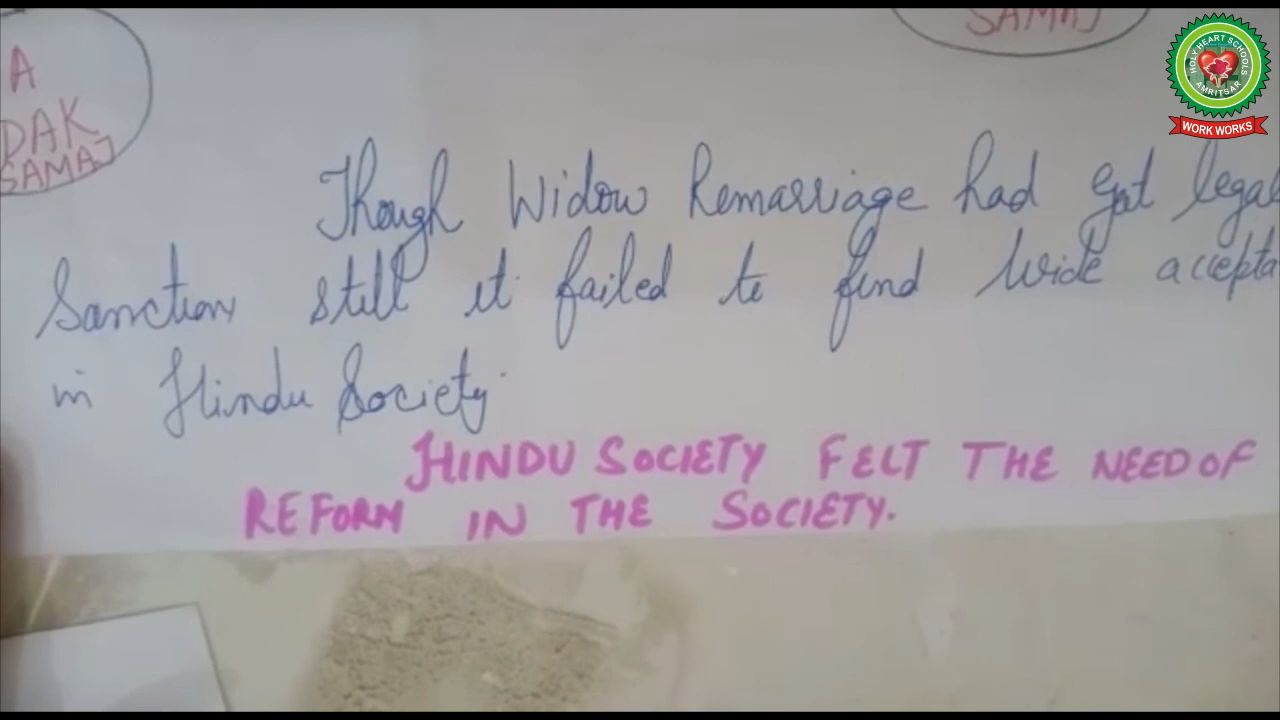 SAMAJ
A
DAK
SAMAJ
HOLY HEART SCHOOLS
AMRITSAR
WORK WORKS
Though Widow Remarriage had got legal
Sanction still it failed to find wide accepta
in Hindu Society
HINDU SOCIETY FELT THE NEED OF
REFORM IN THE SOCIETY.